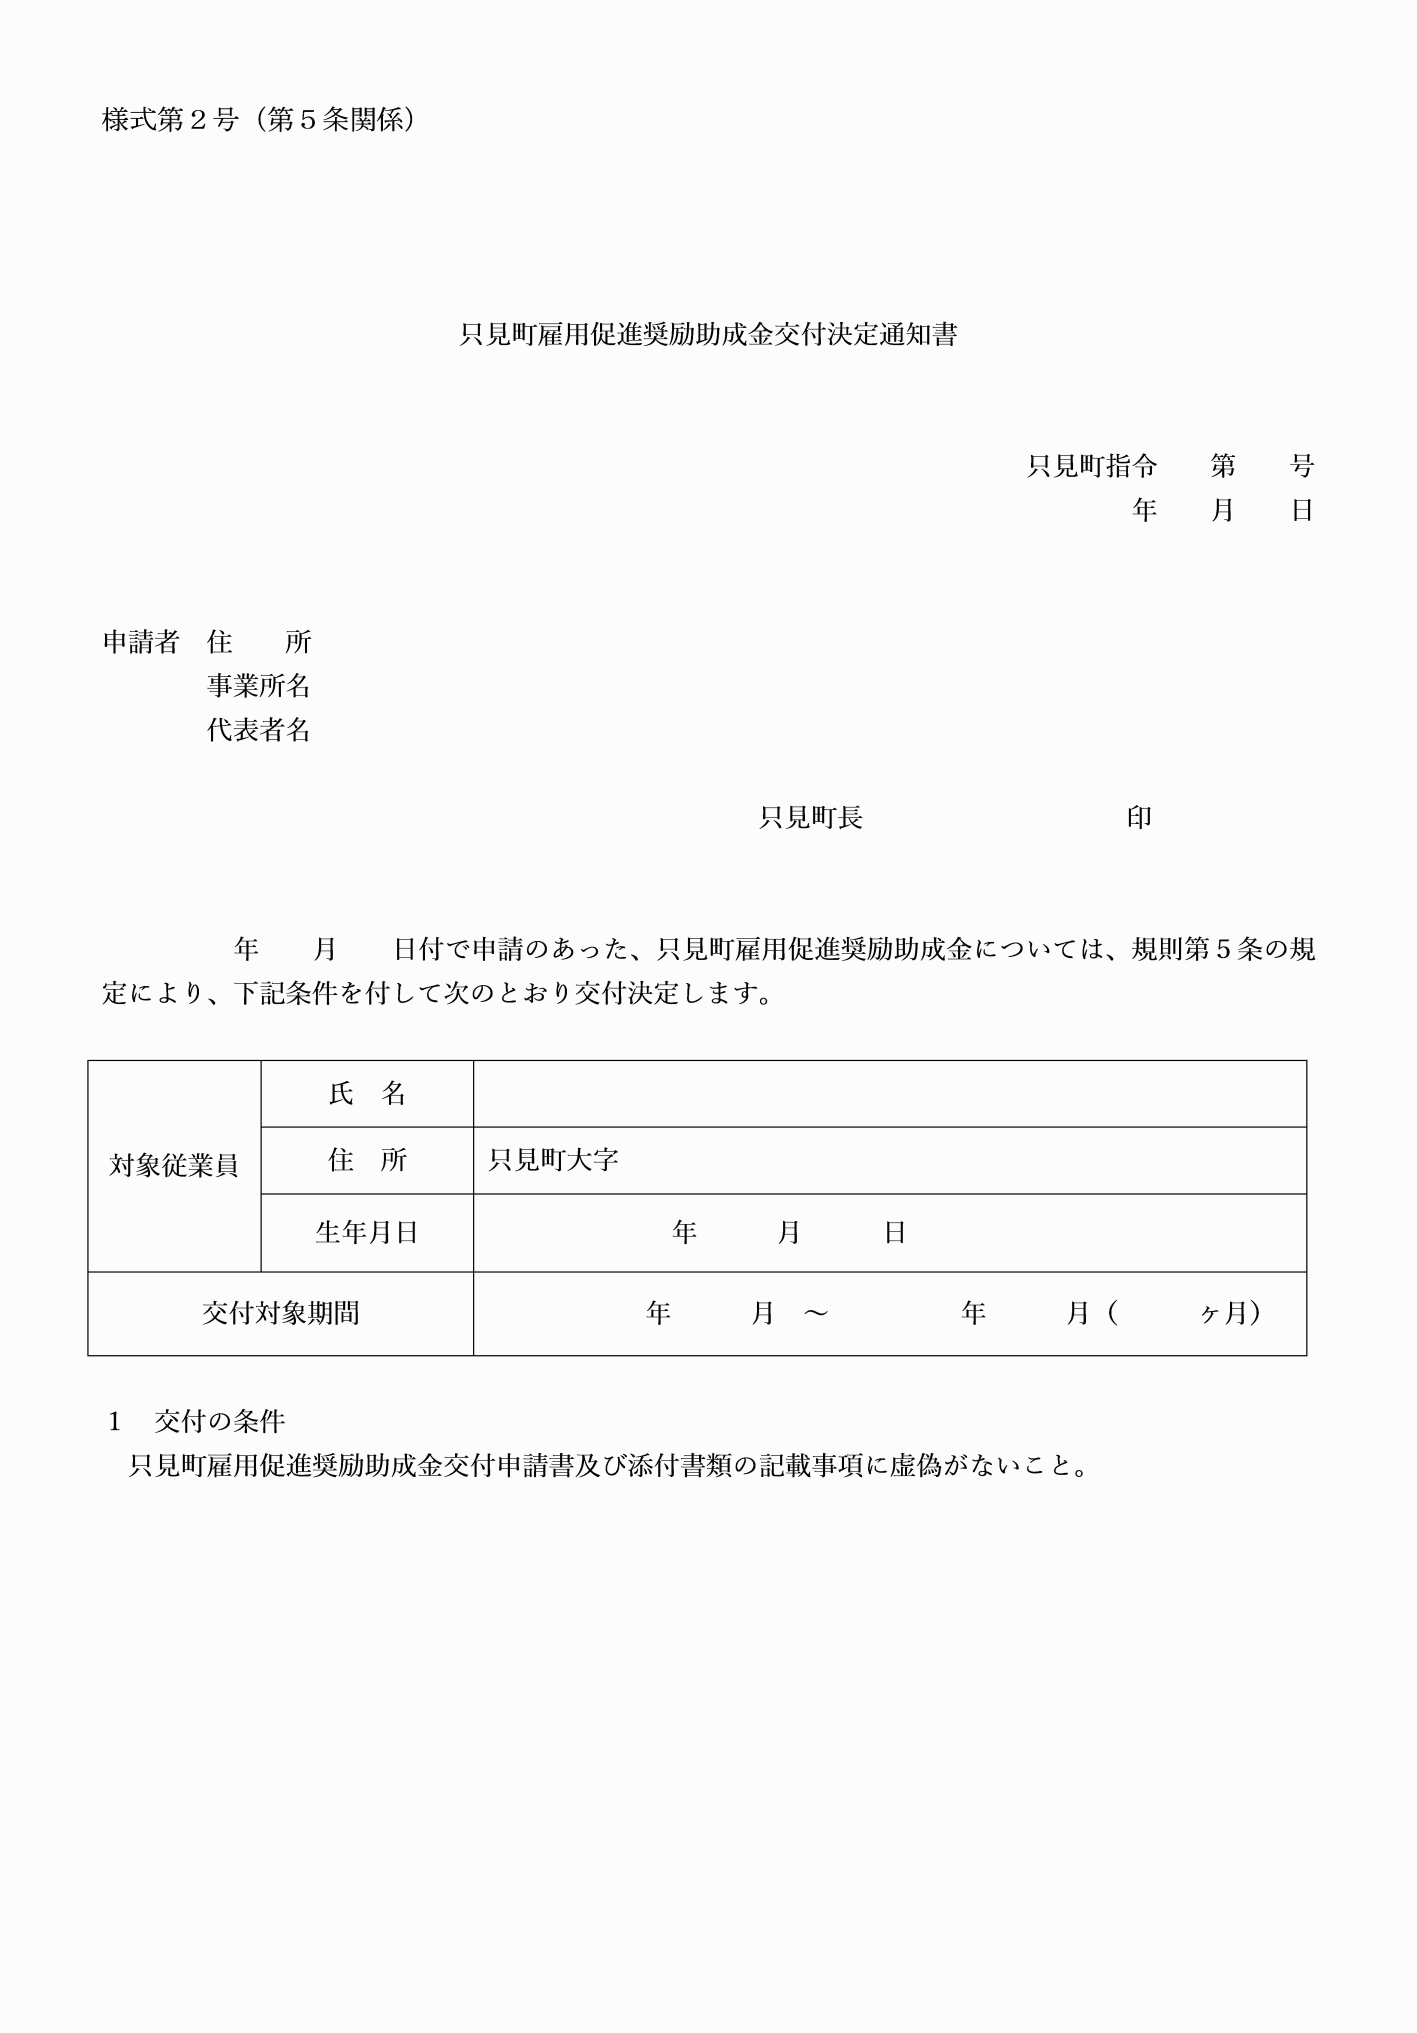 様式第２号（第５条関係）
只見町雇用促進奨励助成金交付決定通知書
只見町指令　　第　　号
年　　月　　日
申請者　住　　所
事業所名
代表者名
只見町長　　　　　　　　　　印
年　　月　　日付で申請のあった、只見町雇用促進奨励助成金については、規則第５条の規
定により、下記条件を付して次のとおり交付決定します。
対象従業員
氏　名
住　所　只見町大字
生年月日　年　　　月　　　日
交付対象期間　年　　　月　～　　　　　年　　　月（　　　ヶ月）
１　交付の条件
只見町雇用促進奨励助成金交付申請書及び添付書類の記載事項に虚偽がないこと。